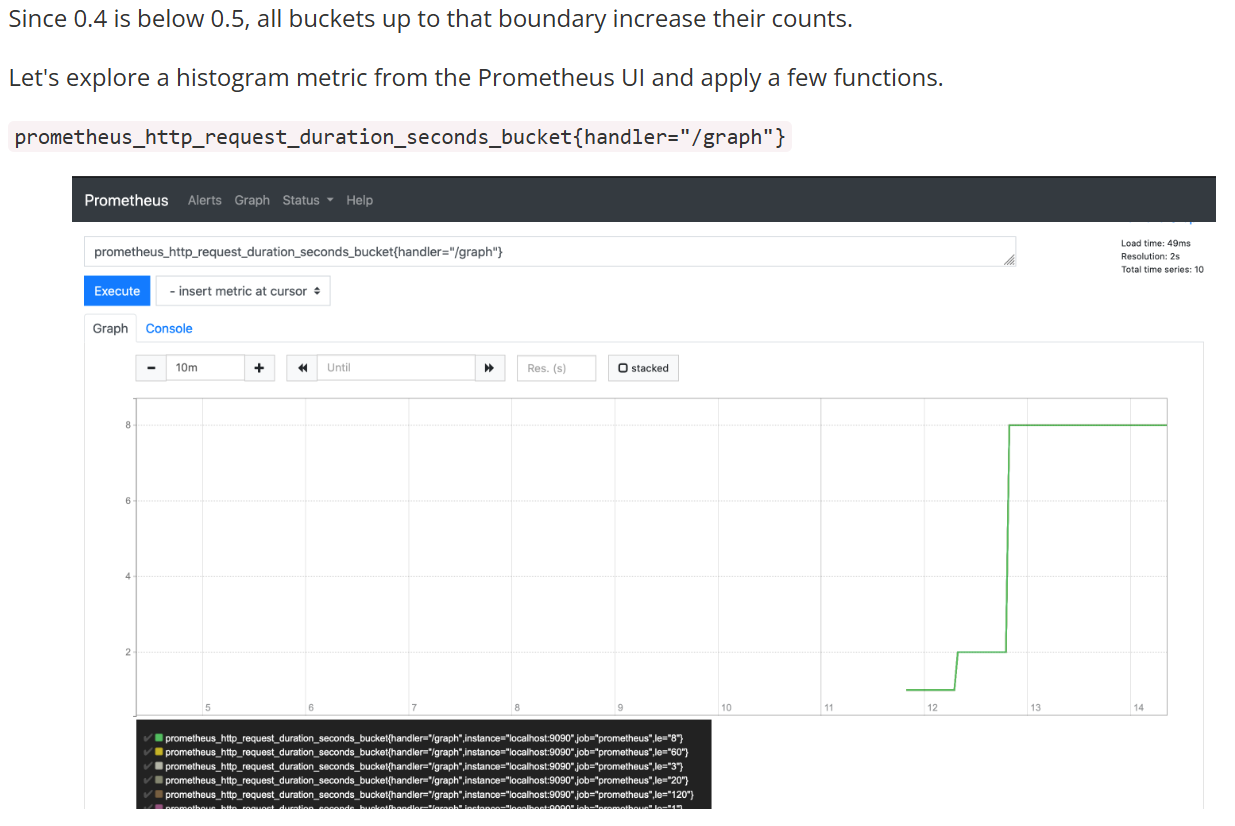 Since 0.4 is below 0.5, all buckets up to that boundary increase their counts.
Let's explore a histogram metric from the Prometheus UI and apply a few functions.
prometheus_http_request_duration_seconds_bucket{handler="/graph"}
Prometheus Alerts Graph Status Help
prometheus_http_request_duration_seconds_bucket{handler="/graph"}
Load time: 49ms
Resolution: 2s
Total time series: 10
Execute - insert metric at cursor
Graph Console
- 10m + Until Res. (s) stacked
8
6
4
2
5 6 7 8 9 10 11 12 13 14
prometheus_http_request_duration_seconds_bucket{handler="/graph",instance="localhost:9090",job="prometheus",le="8"}
prometheus_http_request_duration_seconds_bucket{handler="/graph",instance="localhost:9090",job="prometheus",le="60"}
prometheus_http_request_duration_seconds_bucket{handler="/graph",instance="localhost:9090",job="prometheus",le="3"}
prometheus_http_request_duration_seconds_bucket{handler="/graph",instance="localhost:9090",job="prometheus",le="20"}
prometheus_http_request_duration_seconds_bucket{handler="/graph",instance="localhost:9090",job="prometheus",le="120"}